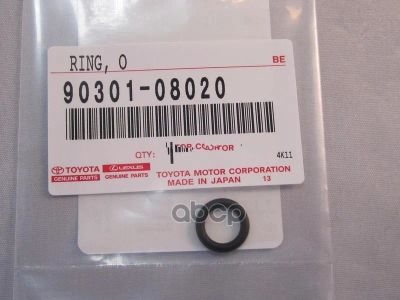 RING, O
BE
90301-08020
QTY:
4K11
TOYOTA
GENUINE PARTS
LEXUS
GENUINE PARTS
TOYOTA MOTOR CORPORATION
MADE IN JAPAN 13
abcp